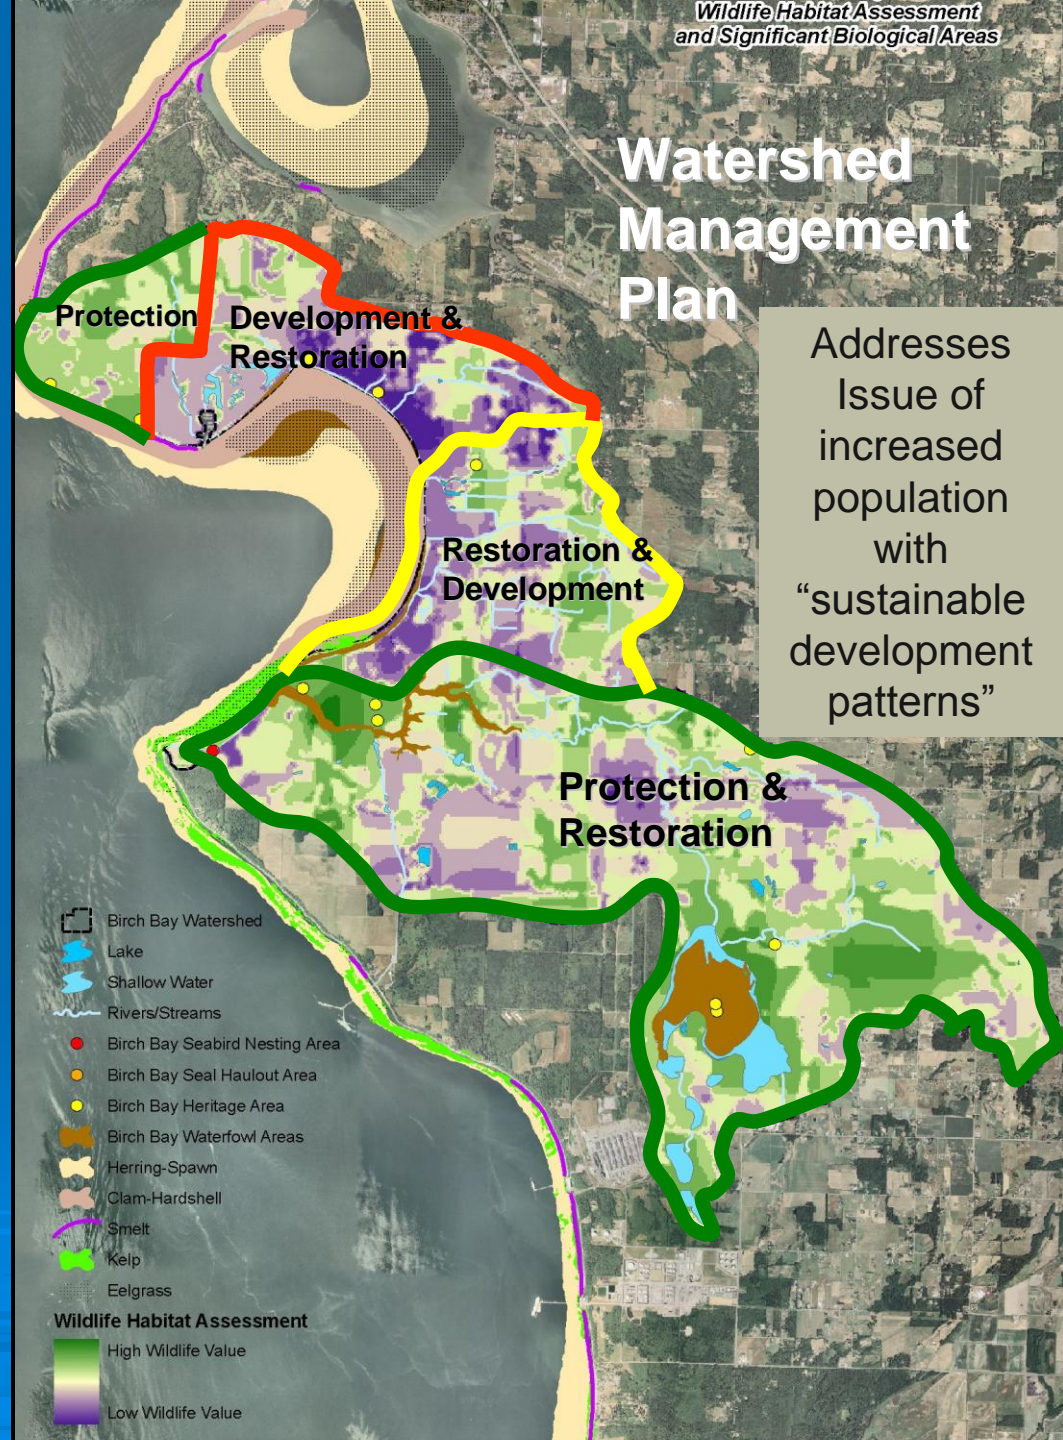 Wildlife Habitat Assessment
and Significant Biological Areas
Watershed
Management
Plan
Addresses
Issue of
increased
population
with
“sustainable
development
patterns”
Protection
Development &
Restoration
Restoration &
Development
Protection &
Restoration
Birch Bay Watershed
Lake
Shallow Water
Rivers/Streams
Birch Bay Seabird Nesting Area
Birch Bay Seal Haulout Area
Birch Bay Heritage Area
Birch Bay Waterfowl Areas
Herring-Spawn
Clam-Hardshell
Smelt
Kelp
Eelgrass
Wildlife Habitat Assessment
High Wildlife Value
Low Wildlife Value